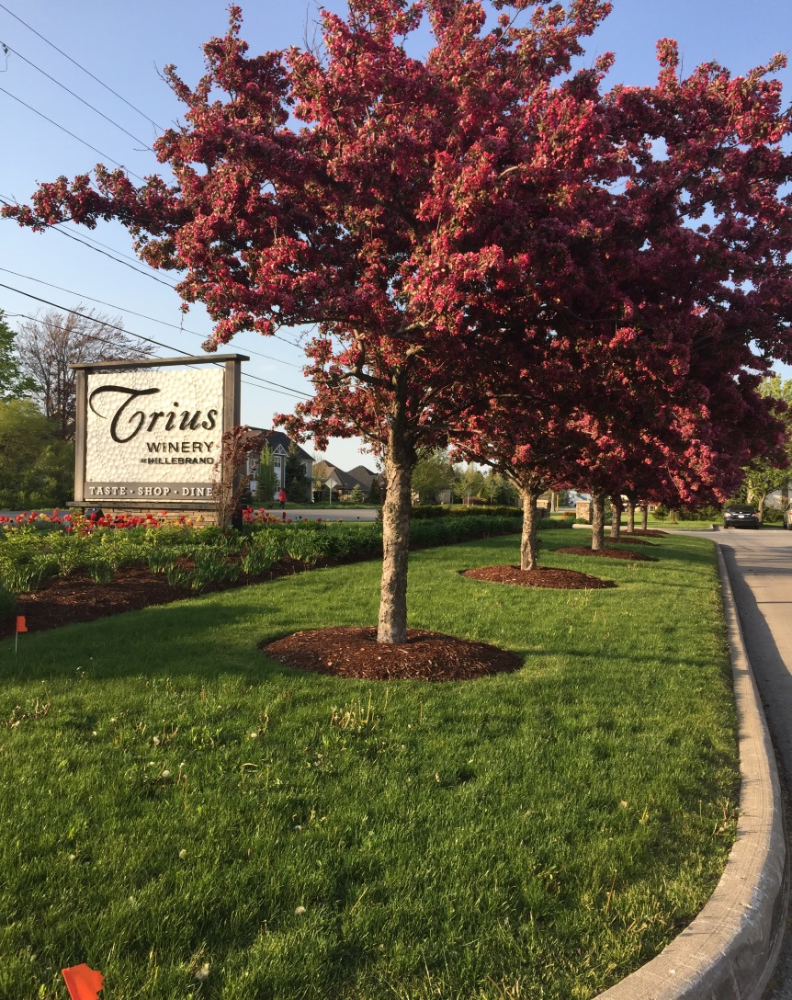 Trius
WINERY
AT HILLEBRAND
TASTE • SHOP • DINE